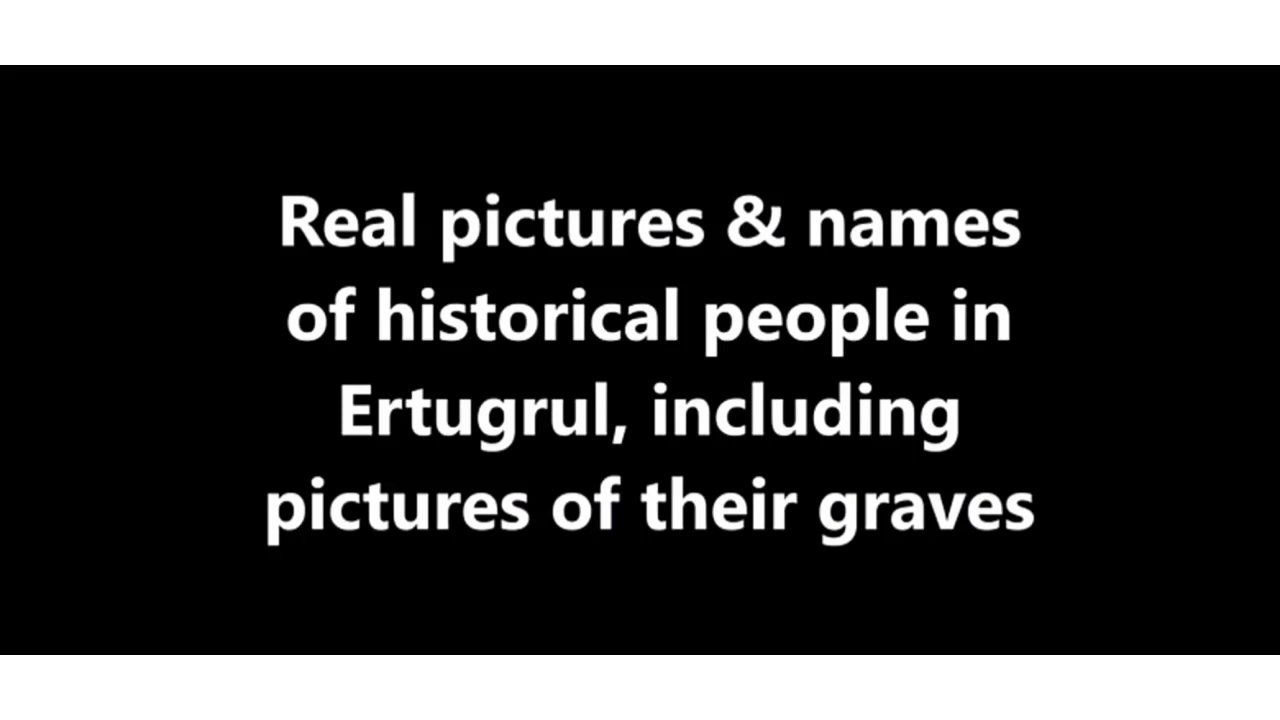 Real pictures & names
of historical people in
Ertugrul, including
pictures of their graves